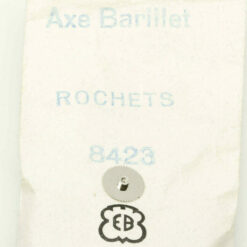 Axe Barillet
ROCHETS
8423
EB